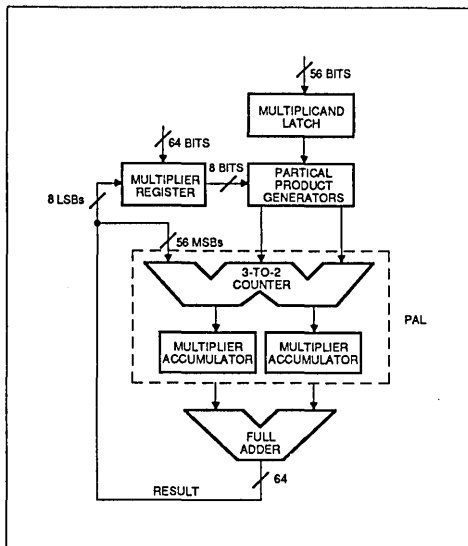 56 BITS
MULTIPLICAND
LATCH
64 BITS
8 BITS
MULTIPLIER
REGISTER
PARTICAL
PRODUCT
GENERATORS
8 LSBs
56 MSBs
3-TO-2
COUNTER
PAL
MULTIPLIER
ACCUMULATOR
MULTIPLIER
ACCUMULATOR
FULL
ADDER
RESULT
64